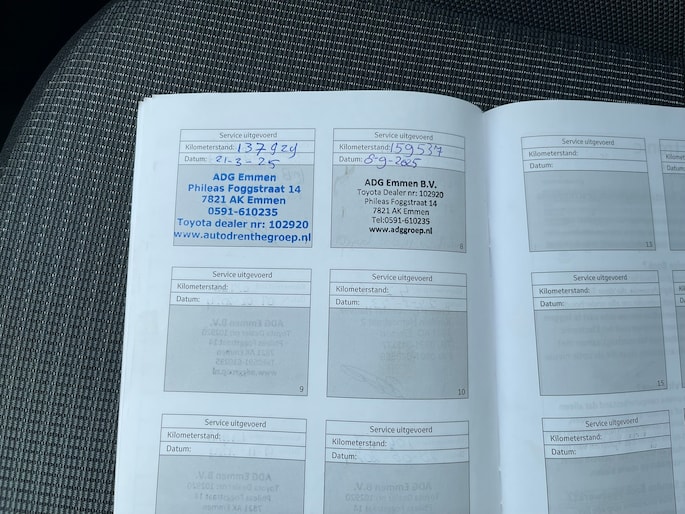 Service uitgevoerd
Kilometerstand: 137929
Datum: 21-3-25
ADG Emmen
Phileas Foggstraat 14
7821 AK Emmen
0591-610235
Toyota dealer nr: 102920
www.autodrenthegroep.nl
Service uitgevoerd
Kilometerstand: 159537
Datum: 8-9-2025
ADG Emmen B.V.
Toyota Dealer nr: 102920
Phileas Foggstraat 14
7821 AK Emmen
Tel:0591-610235
www.adggroep.nl
8
Service uitgevoerd
Kilometerstand:
Datum:
13
Service uitgevoerd
Kilometerstand:
Datum:
9
Service uitgevoerd
Kilometerstand:
Datum:
10
Service uitgevoerd
Kilometerstand:
Datum:
15
Service uitgevoerd
Kilometerstand:
Datum:
Service uitgevoerd
Kilometerstand:
Datum:
Service uitgevoerd
Kilometerstand:
Datum: